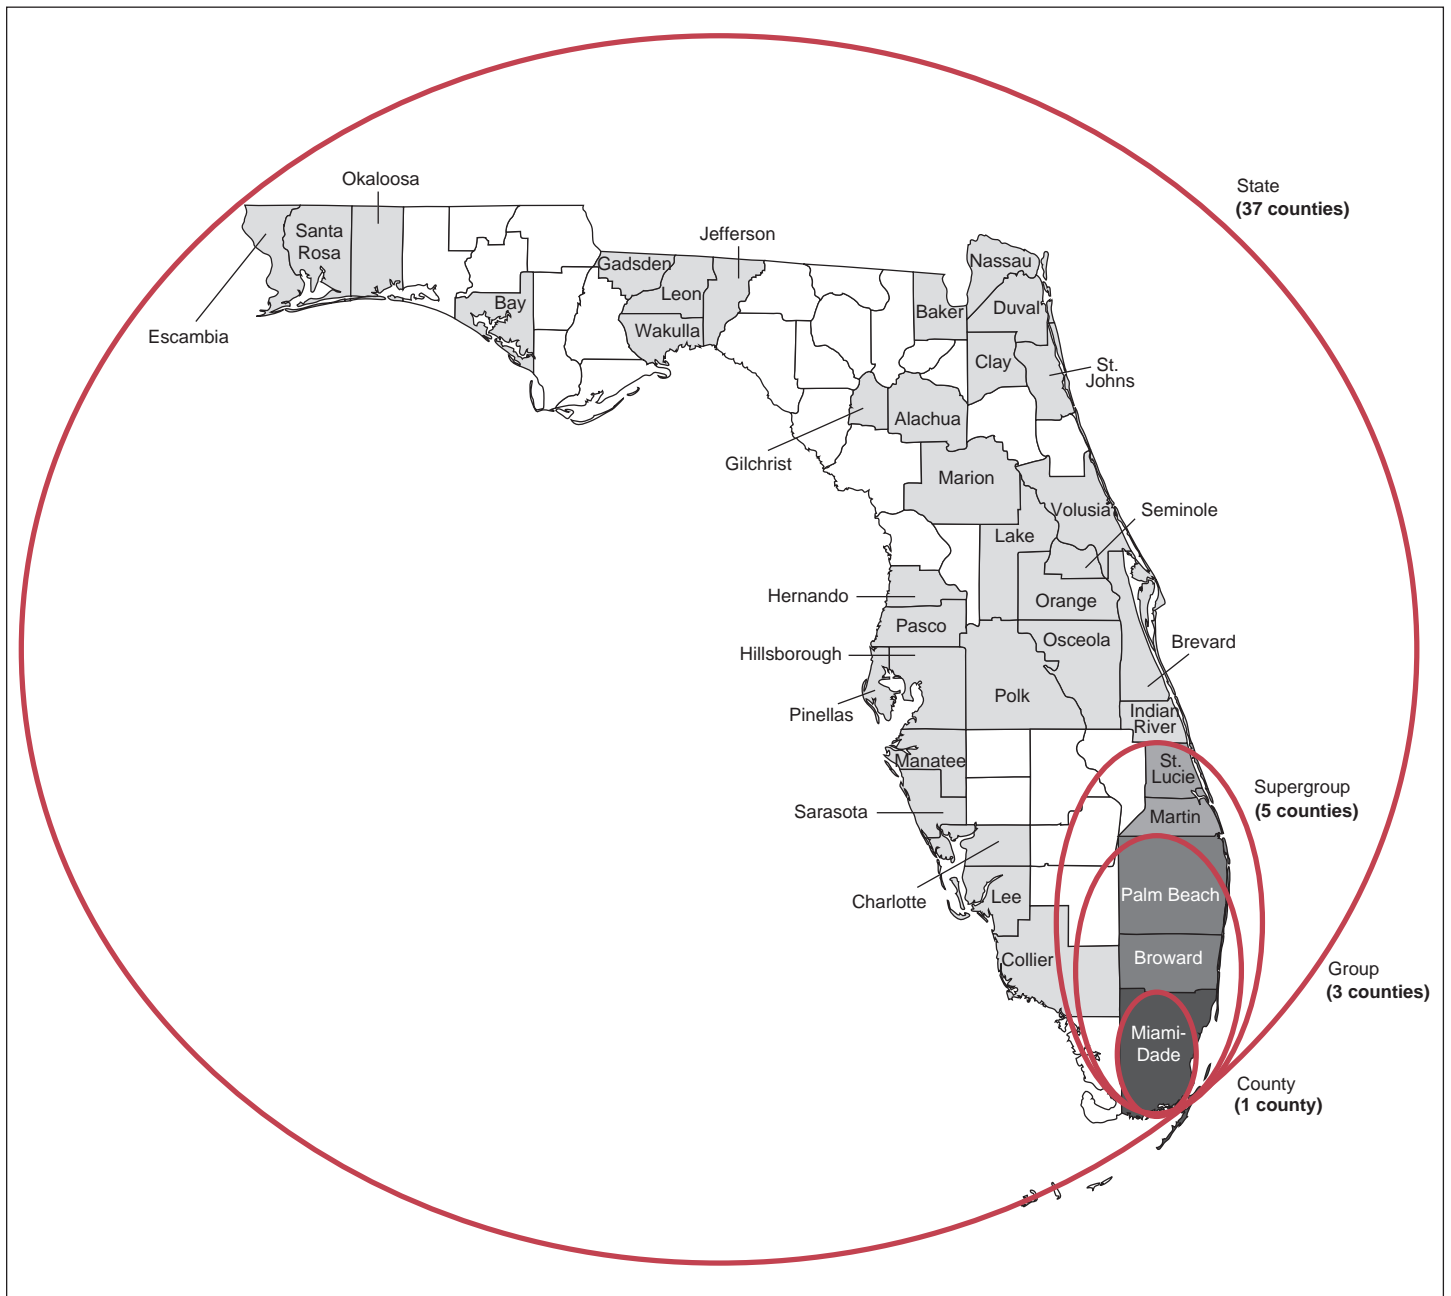 Okaloosa
State
(37 counties)
Santa
Rosa
Jefferson
Gadsden
Nassau
Leon
Bay
Baker
Duval
Wakulla
Escambia
Clay
St.
Johns
Alachua
Gilchrist
Marion
Volusia
Seminole
Lake
Hernando
Orange
Pasco
Osceola
Brevard
Hillsborough
Polk
Pinellas
Indian
River
Manatee
St.
Lucie
Supergroup
(5 counties)
Sarasota
Martin
Charlotte
Lee
Palm Beach
Collier
Broward
Group
(3 counties)
Miami-
Dade
County
(1 county)